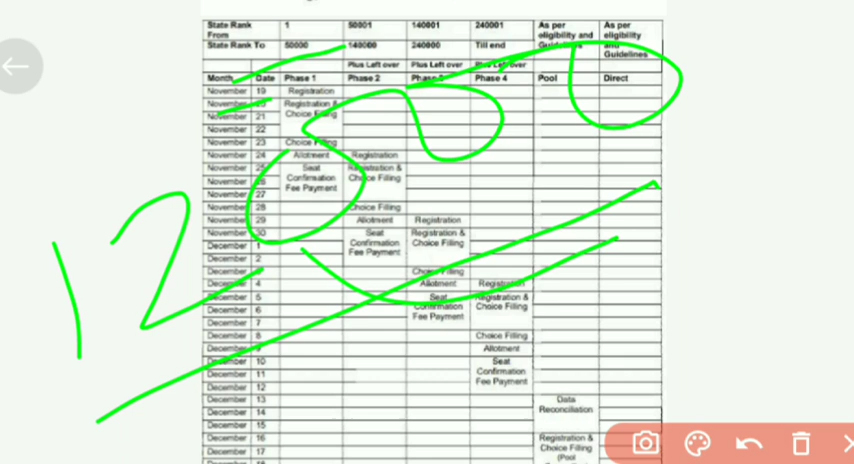 State Rank From 1 50001 140001 240001 As per eligibility and Guidelines As per eligibility and Guidelines
State Rank To 50000 140000 240000 Till end
Plus Left over Plus Left over Plus Left over
Month Date Phase 1 Phase 2 Phase 3 Phase 4 Pool Direct
November 19 Registration
November 20 Registration & Choice Filling
November 21
November 22
November 23 Choice Filling
November 24 Allotment Registration
November 25 Seat Confirmation Fee Payment Registration & Choice Filling
November 26
November 27
November 28 Choice Filling
November 29 Allotment Registration
November 30 Seat Confirmation Fee Payment Registration & Choice Filling
December 1
December 2
December Choice Filling
December 4 Allotment Registration
December 5 Seat Confirmation Fee Payment Registration & Choice Filling
December 6
December 7
December 8 Choice Filling
December Allotment
December 10 Seat Confirmation Fee Payment
December 11
December 12
December 13 Data Reconciliation
December 14
December 15
December 16 Registration & Choice Filling (Pool
December 17
12